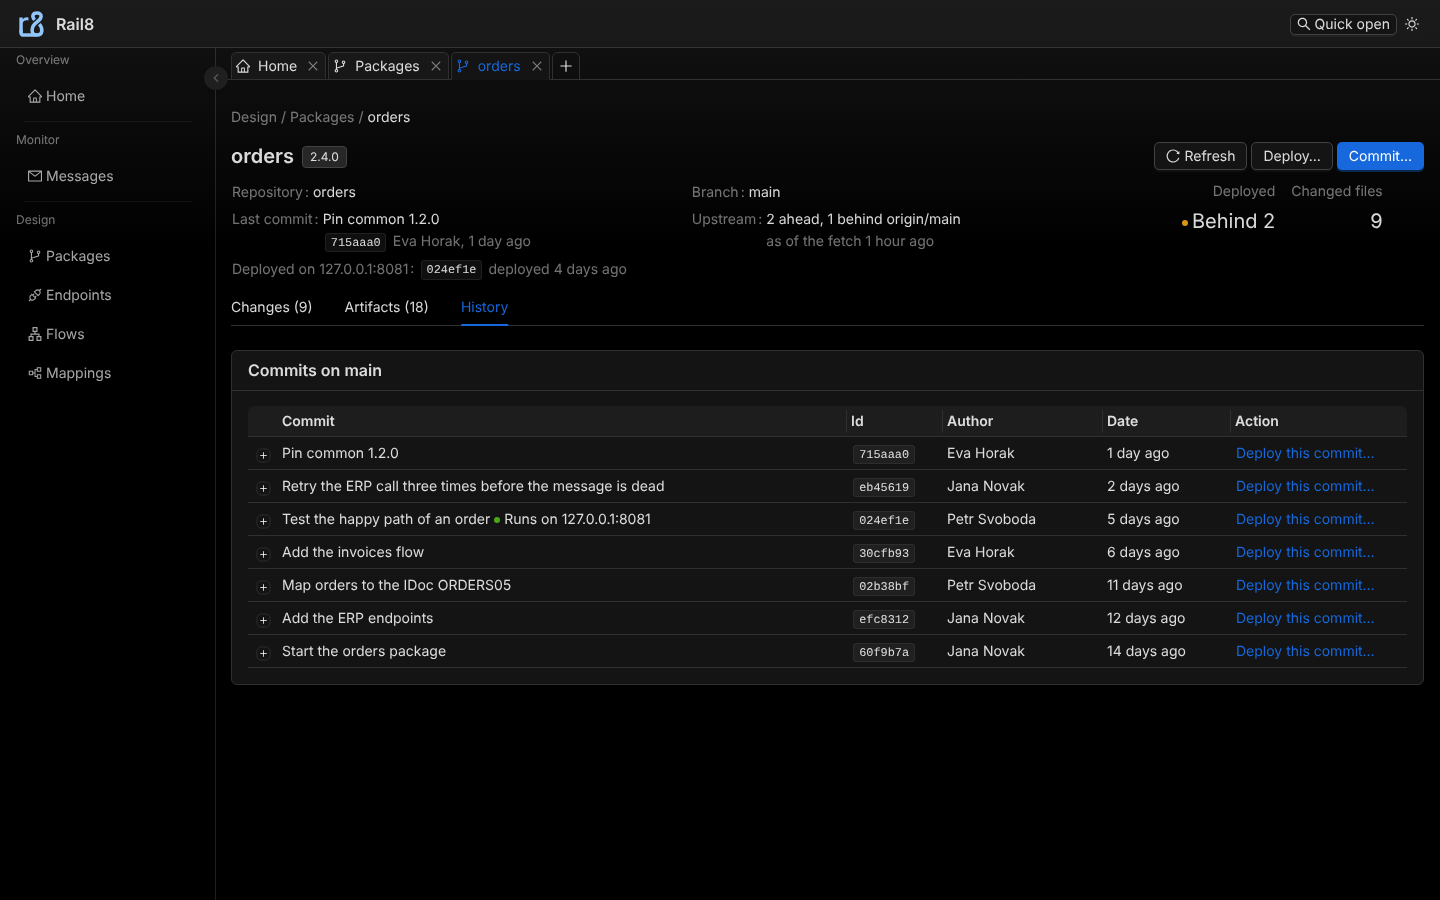 Rail8
Quick open
Overview
Home
Monitor
Messages
Design
Packages
Endpoints
Flows
Mappings
Home
Packages
orders
Design / Packages / orders
orders 2.4.0
Refresh
Deploy...
Commit...
Repository: orders
Branch: main
Deployed
Changed files
Last commit: Pin common 1.2.0
Upstream: 2 ahead, 1 behind origin/main
Behind 2
9
715aaa0 Eva Horak, 1 day ago
as of the fetch 1 hour ago
Deployed on 127.0.0.1:8081: 024ef1e deployed 4 days ago
Changes (9)
Artifacts (18)
History
Commits on main
Commit Id Author Date Action
Pin common 1.2.0 715aaa0 Eva Horak 1 day ago Deploy this commit...
Retry the ERP call three times before the message is dead eb45619 Jana Novak 2 days ago Deploy this commit...
Test the happy path of an order Runs on 127.0.0.1:8081 024ef1e Petr Svoboda 5 days ago Deploy this commit...
Add the invoices flow 30cfb93 Eva Horak 6 days ago Deploy this commit...
Map orders to the IDoc ORDERS05 02b38bf Petr Svoboda 11 days ago Deploy this commit...
Add the ERP endpoints efc8312 Jana Novak 12 days ago Deploy this commit...
Start the orders package 60f9b7a Jana Novak 14 days ago Deploy this commit...